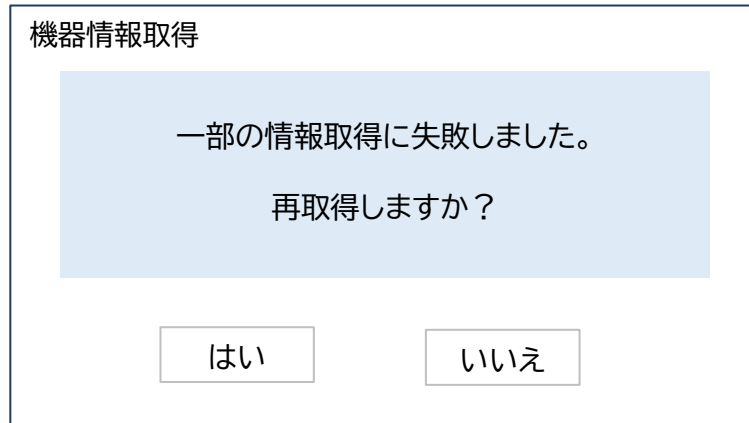 機器情報取得
一部の情報取得に失敗しました。
再取得しますか？
はい
いいえ